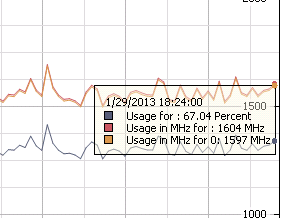 2000
1/29/2013 18:24:00
Usage for : 67.04 Percent
1500
Usage in MHz for : 1604 MHz
Usage in MHz for 0: 1597 MHz
1000